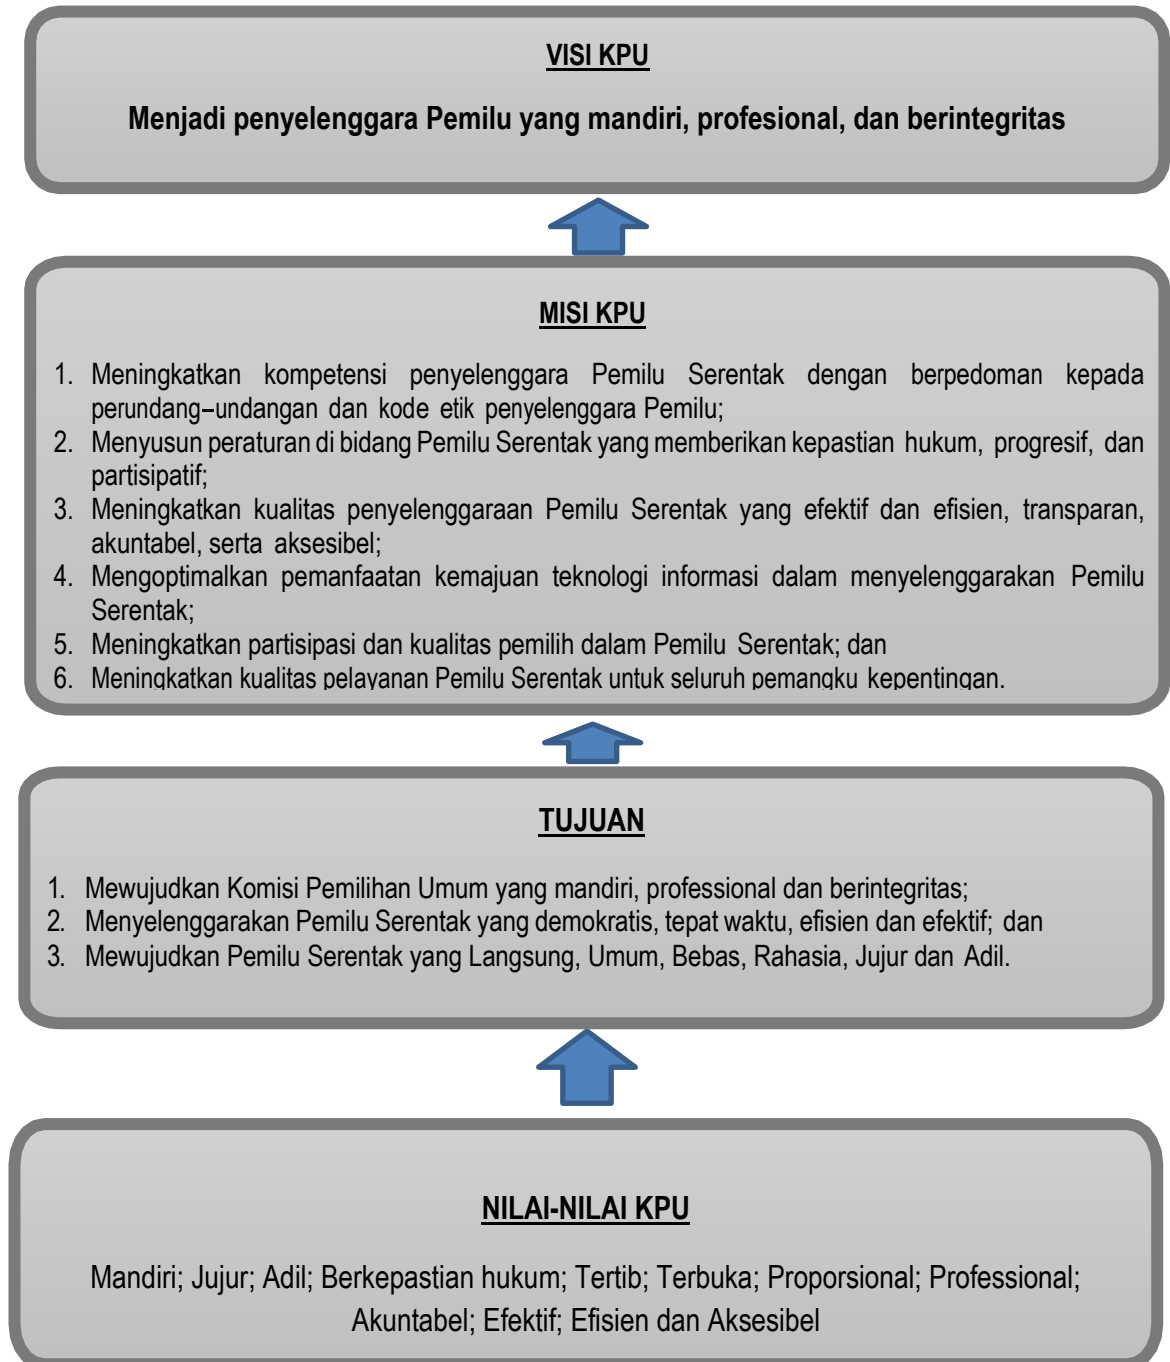 VISI KPU
Menjadi penyelenggara Pemilu yang mandiri, profesional, dan berintegritas
MISI KPU
1. Meningkatkan kompetensi penyelenggara Pemilu Serentak dengan berpedoman kepada
perundang–undangan dan kode etik penyelenggara Pemilu;
2. Menyusun peraturan di bidang Pemilu Serentak yang memberikan kepastian hukum, progresif, dan
partisipatif;
3. Meningkatkan kualitas penyelenggaraan Pemilu Serentak yang efektif dan efisien, transparan,
akuntabel, serta aksesibel;
4. Mengoptimalkan pemanfaatan kemajuan teknologi informasi dalam menyelenggarakan Pemilu
Serentak;
5. Meningkatkan partisipasi dan kualitas pemilih dalam Pemilu Serentak; dan
6. Meningkatkan kualitas pelayanan Pemilu Serentak untuk seluruh pemangku kepentingan.
TUJUAN
1. Mewujudkan Komisi Pemilihan Umum yang mandiri, professional dan berintegritas;
2. Menyelenggarakan Pemilu Serentak yang demokratis, tepat waktu, efisien dan efektif; dan
3. Mewujudkan Pemilu Serentak yang Langsung, Umum, Bebas, Rahasia, Jujur dan Adil.
NILAI-NILAI KPU
Mandiri; Jujur; Adil; Berkepastian hukum; Tertib; Terbuka; Proporsional; Professional;
Akuntabel; Efektif; Efisien dan Aksesibel